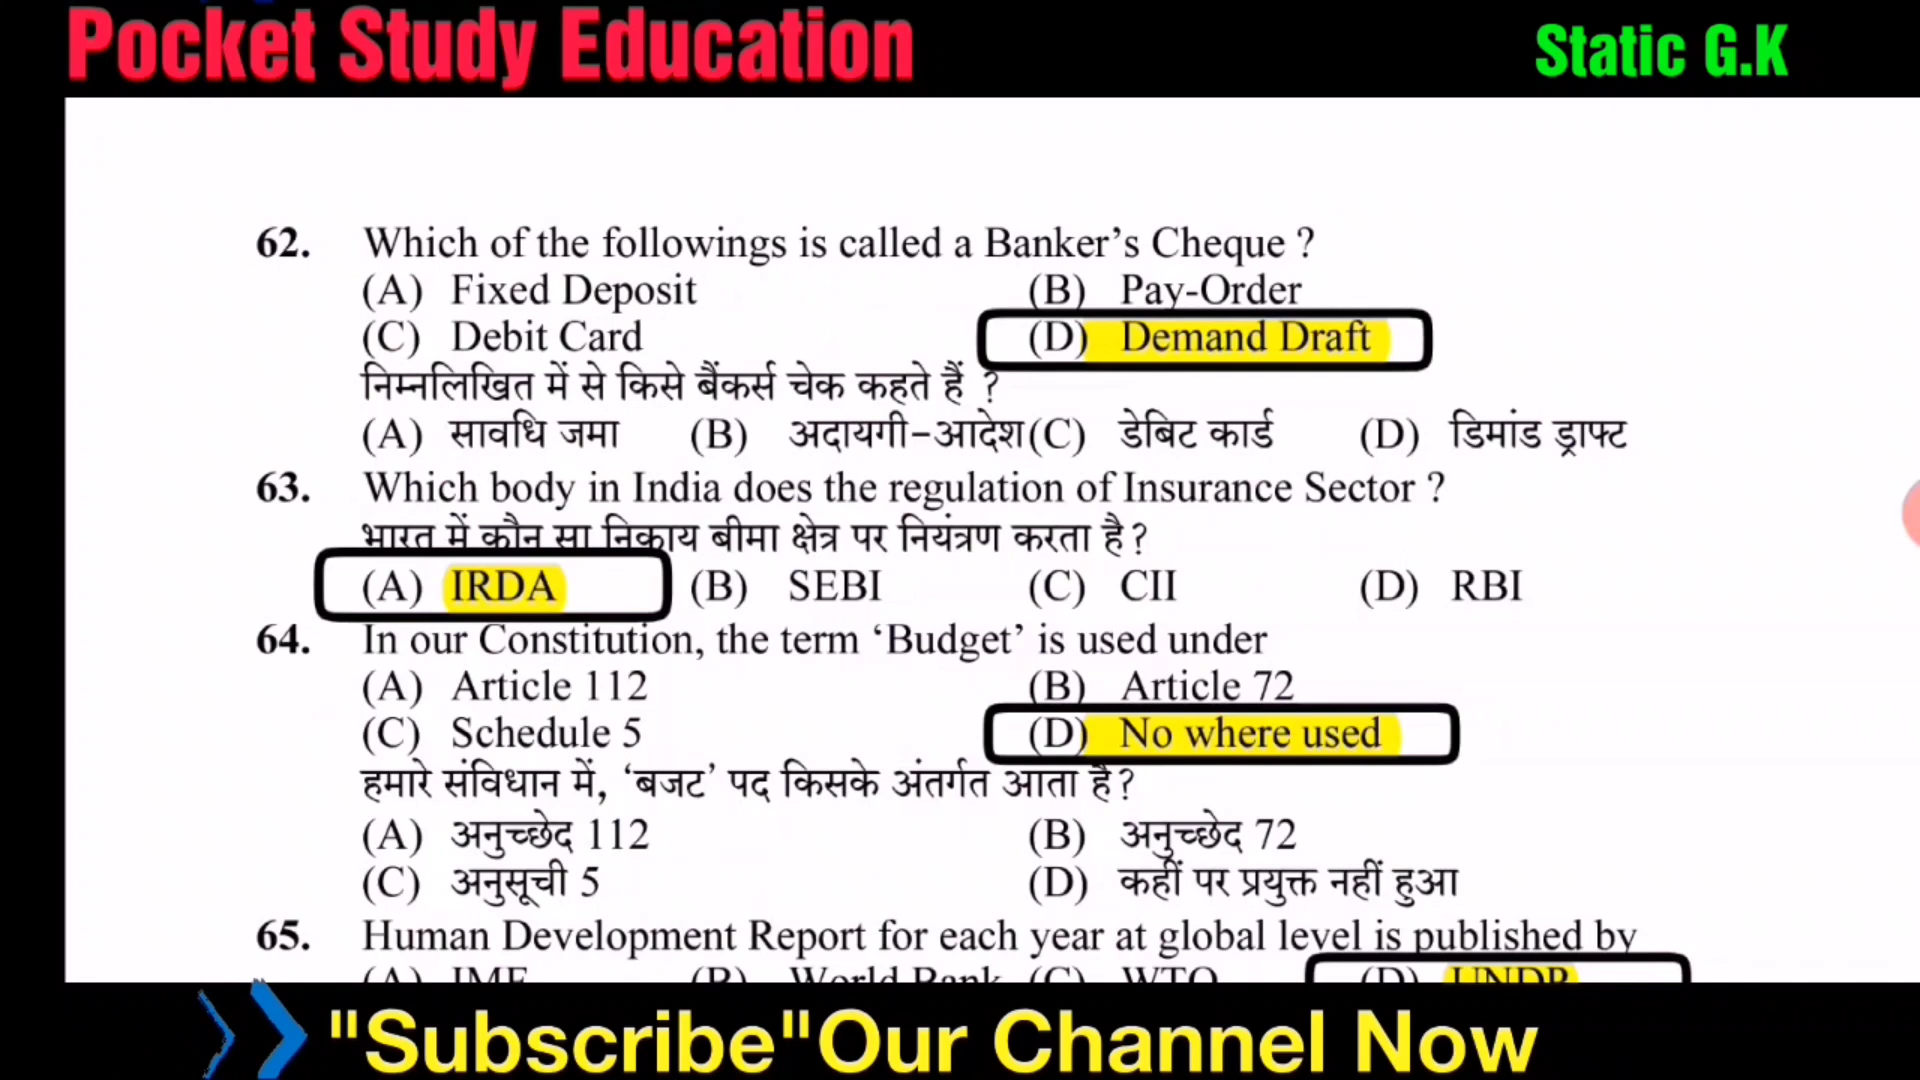 Pocket Study Education
Static G.K
62. Which of the followings is called a Banker’s Cheque ?
(A) Fixed Deposit (B) Pay-Order
(C) Debit Card (D) Demand Draft
निम्नलिखित में से किसे बैंकर्स चेक कहते हैं ?
(A) सावधि जमा (B) अदायगी-आदेश (C) डेबिट कार्ड (D) डिमांड ड्राफ्ट
63. Which body in India does the regulation of Insurance Sector ?
भारत में कौन सा निकाय बीमा क्षेत्र पर नियंत्रण करता है?
(A) IRDA (B) SEBI (C) CII (D) RBI
64. In our Constitution, the term ‘Budget’ is used under
(A) Article 112 (B) Article 72
(C) Schedule 5 (D) No where used
हमारे संविधान में, ‘बजट’ पद किसके अंतर्गत आता है?
(A) अनुच्छेद 112 (B) अनुच्छेद 72
(C) अनुसूची 5 (D) कहीं पर प्रयुक्त नहीं हुआ
65. Human Development Report for each year at global level is published by
(A) IMF (B) World Bank (C) WTO (D) UNDP
"Subscribe"Our Channel Now